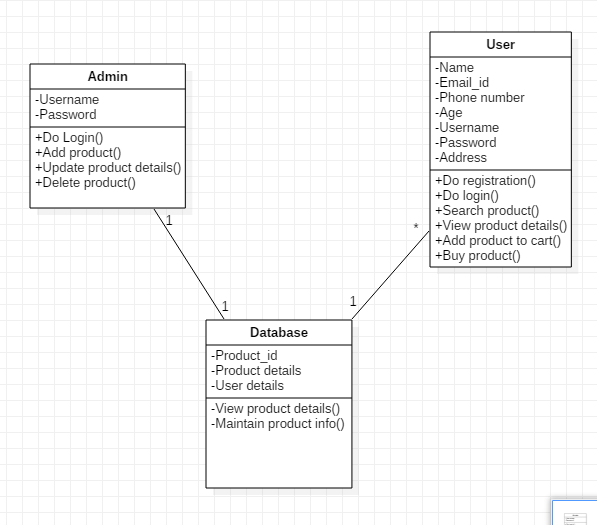 Admin
-Username
-Password
+Do Login()
+Add product()
+Update product details()
+Delete product()
User
-Name
-Email_id
-Phone number
-Age
-Username
-Password
-Address
+Do registration()
+Do login()
+Search product()
+View product details()
+Add product to cart()
+Buy product()
1
*
1
1
Database
-Product_id
-Product details
-User details
-View product details()
-Maintain product info()